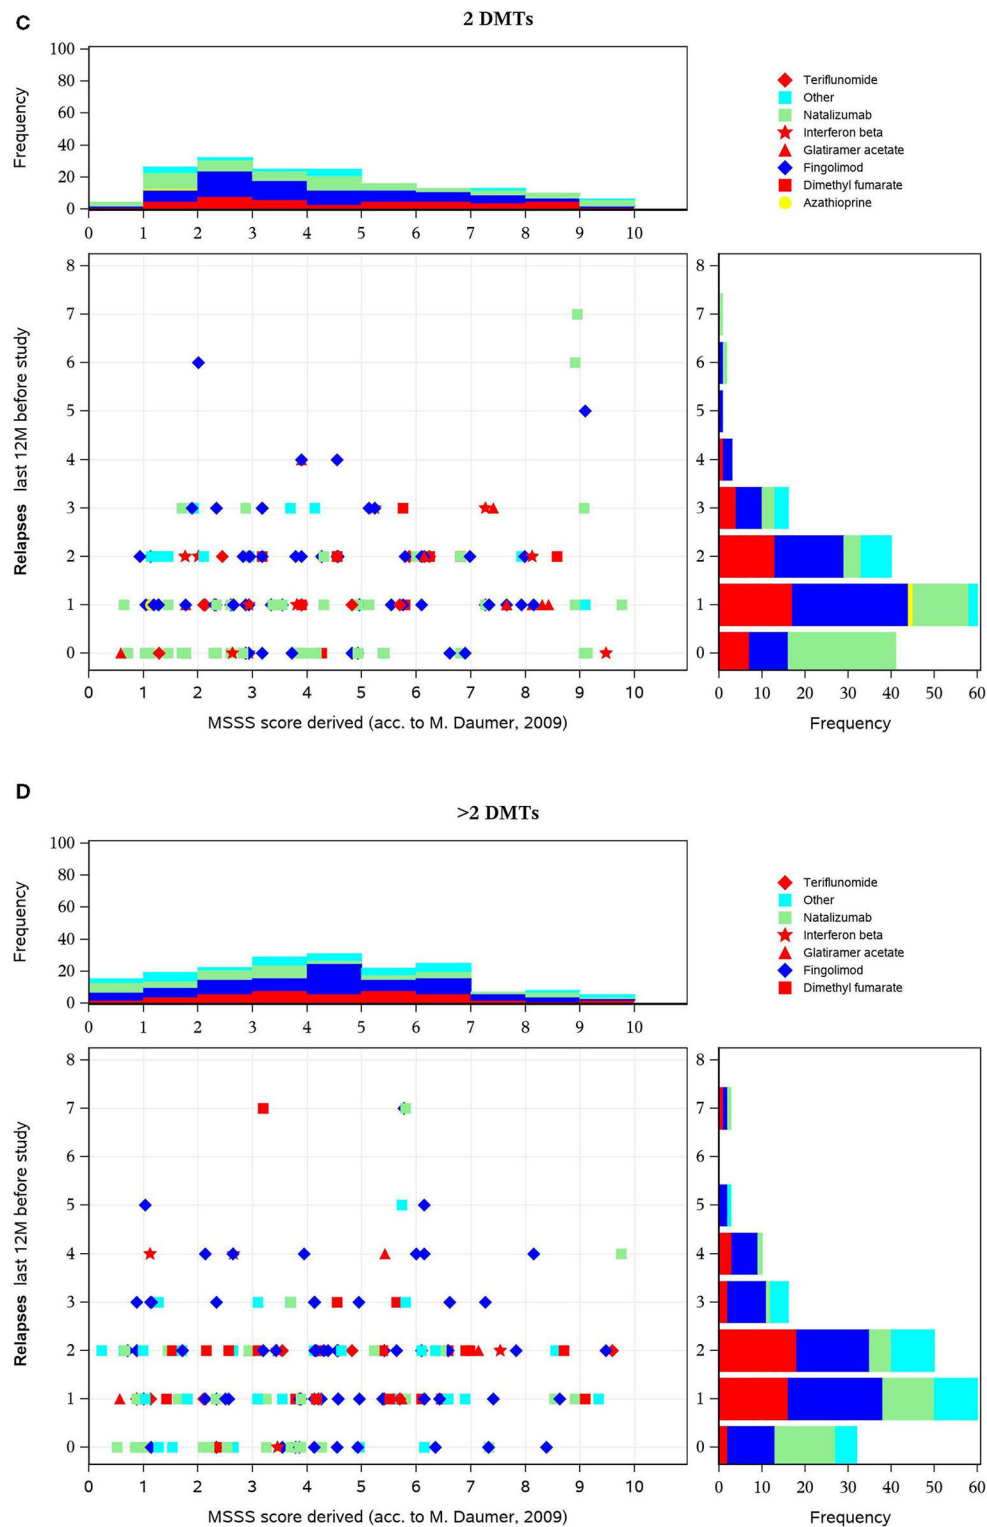 C
2 DMTs
100
80
60
40
20
0
Frequency
0 1 2 3 4 5 6 7 8 9 10
Teriflunomide
Other
Natalizumab
Interferon beta
Glatiramer acetate
Fingolimod
Dimethyl fumarate
Azathioprine
8
7
6
5
4
3
2
1
0
Relapses last 12M before study
0 1 2 3 4 5 6 7 8 9 10
MSSS score derived (acc. to M. Daumer, 2009)
8
7
6
5
4
3
2
1
0
0 10 20 30 40 50 60
Frequency
D
>2 DMTs
100
80
60
40
20
0
Frequency
0 1 2 3 4 5 6 7 8 9 10
Teriflunomide
Other
Natalizumab
Interferon beta
Glatiramer acetate
Fingolimod
Dimethyl fumarate
8
7
6
5
4
3
2
1
0
Relapses last 12M before study
0 1 2 3 4 5 6 7 8 9 10
MSSS score derived (acc. to M. Daumer, 2009)
8
7
6
5
4
3
2
1
0
0 10 20 30 40 50 60
Frequency